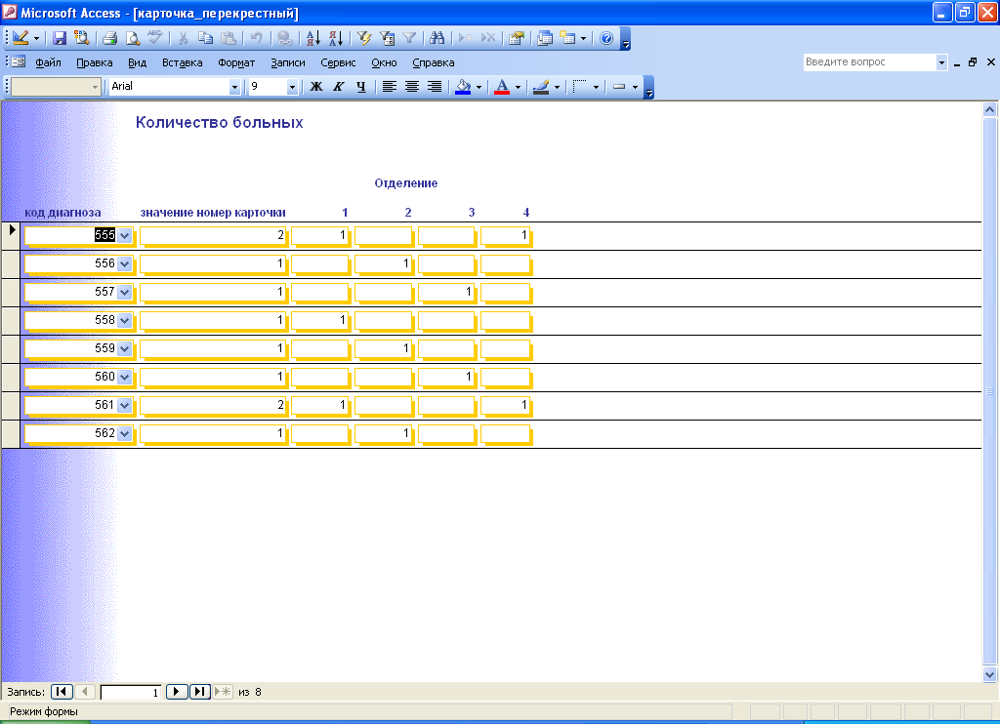 Microsoft Access - [карточка_перекрестный]
Файл Правка Вид Вставка Формат Записи Сервис Окно Справка Введите вопрос
Arial 9 Ж К Ч
Количество больных
Отделение
код диагноза значение номер карточки 1 2 3 4
555 2 1 1
556 1 1
557 1 1
558 1 1
559 1 1
560 1 1
561 2 1 1
562 1 1
Запись: 1 из 8
Режим формы